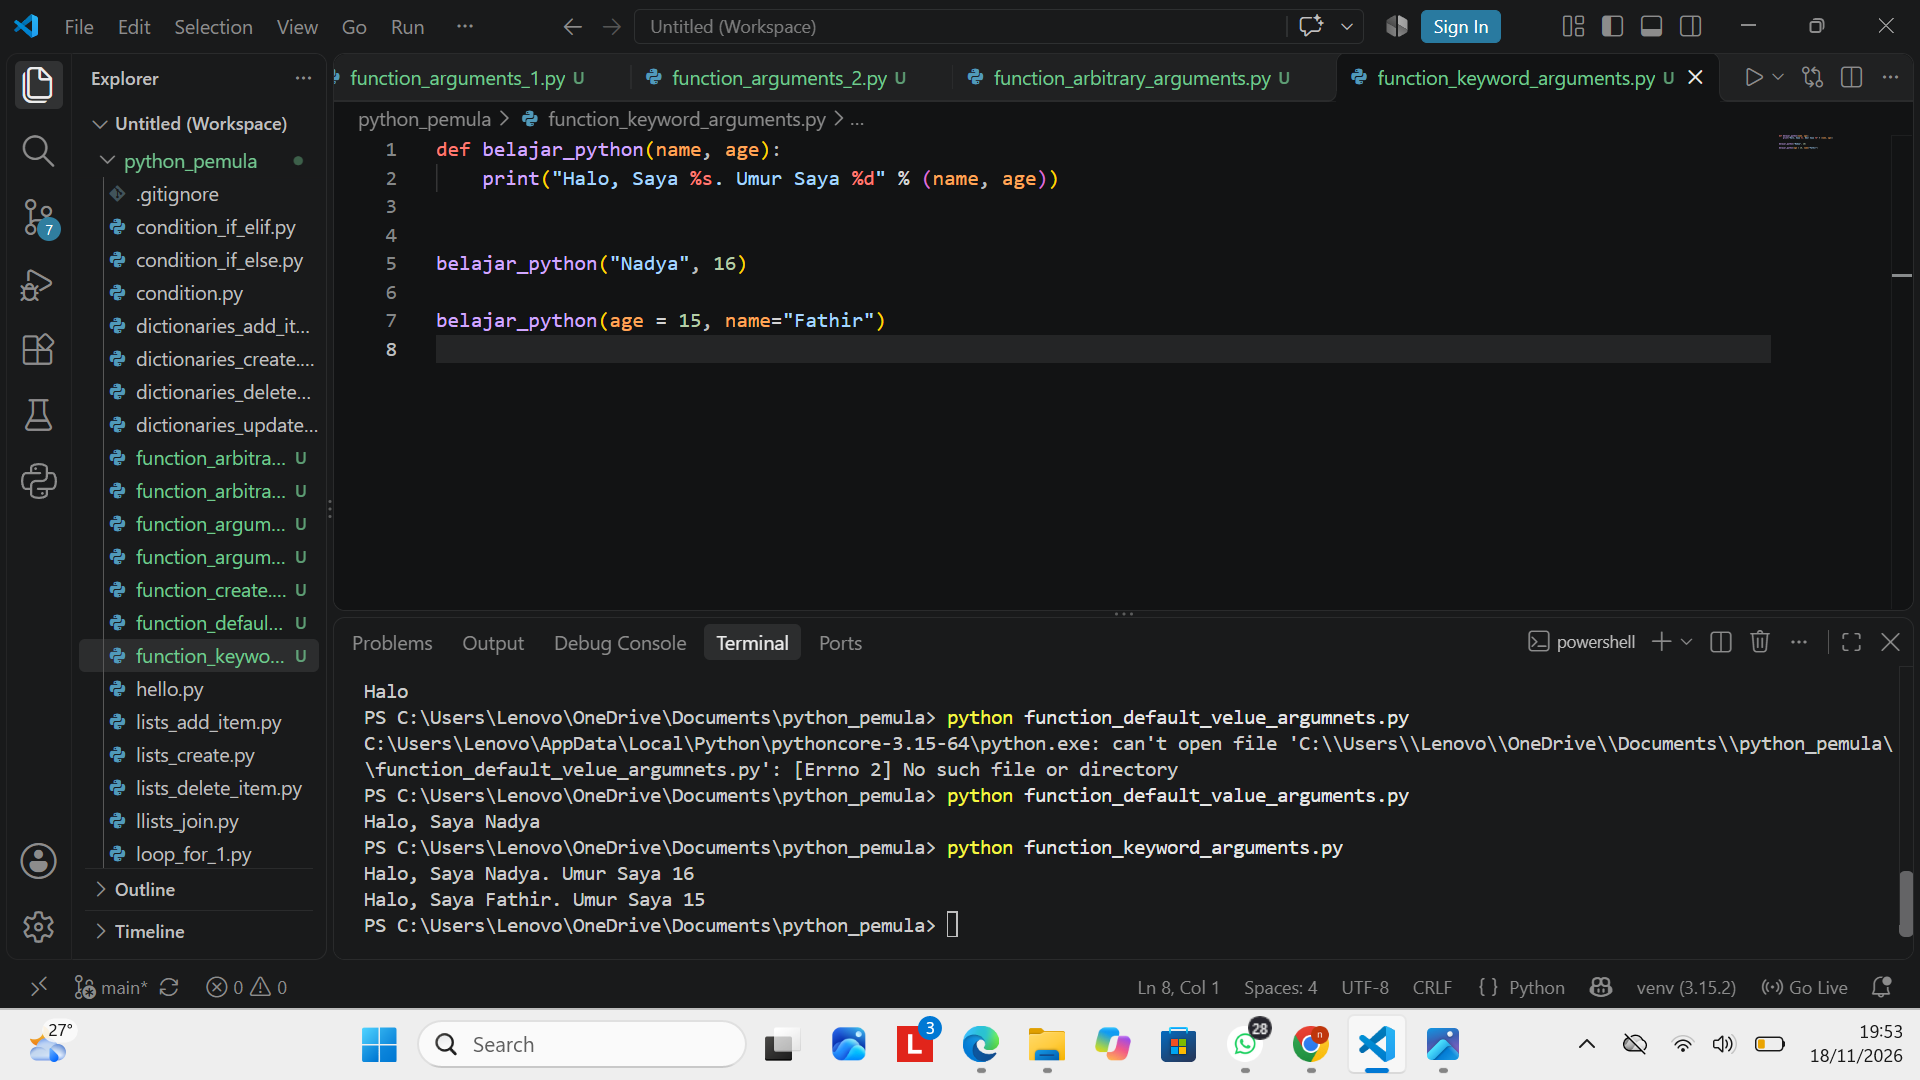 File Edit Selection View Go Run ···
Untitled (Workspace)
Sign In
Explorer
function_arguments_1.py U
function_arguments_2.py U
function_arbitrary_arguments.py U
function_keyword_arguments.py U
python_pemula > function_keyword_arguments.py > ...
Untitled (Workspace)
python_pemula
.gitignore
condition_if_elif.py
condition_if_else.py
condition.py
dictionaries_add_it...
dictionaries_create....
dictionaries_delete...
dictionaries_update...
function_arbitra... U
function_arbitra... U
function_argum... U
function_argum... U
function_create.... U
function_defaul... U
function_keywo... U
hello.py
lists_add_item.py
lists_create.py
lists_delete_item.py
llists_join.py
loop_for_1.py
Outline
Timeline
7
1 def belajar_python(name, age):
2     print("Halo, Saya %s. Umur Saya %d" % (name, age))
3
4
5 belajar_python("Nadya", 16)
6
7 belajar_python(age = 15, name="Fathir")
8
Problems Output Debug Console Terminal Ports
powershell
Halo
PS C:\Users\Lenovo\OneDrive\Documents\python_pemula> python function_default_velue_argumnets.py
C:\Users\Lenovo\AppData\Local\Python\pythoncore-3.15-64\python.exe: can't open file 'C:\\Users\\Lenovo\\OneDrive\\Documents\\python_pemula\
\function_default_velue_argumnets.py': [Errno 2] No such file or directory
PS C:\Users\Lenovo\OneDrive\Documents\python_pemula> python function_default_value_arguments.py
Halo, Saya Nadya
PS C:\Users\Lenovo\OneDrive\Documents\python_pemula> python function_keyword_arguments.py
Halo, Saya Nadya. Umur Saya 16
Halo, Saya Fathir. Umur Saya 15
PS C:\Users\Lenovo\OneDrive\Documents\python_pemula>
main* 0 0
Ln 8, Col 1 Spaces: 4 UTF-8 CRLF { } Python venv (3.15.2) Go Live
27°
Search
3
28
19:53
18/11/2026